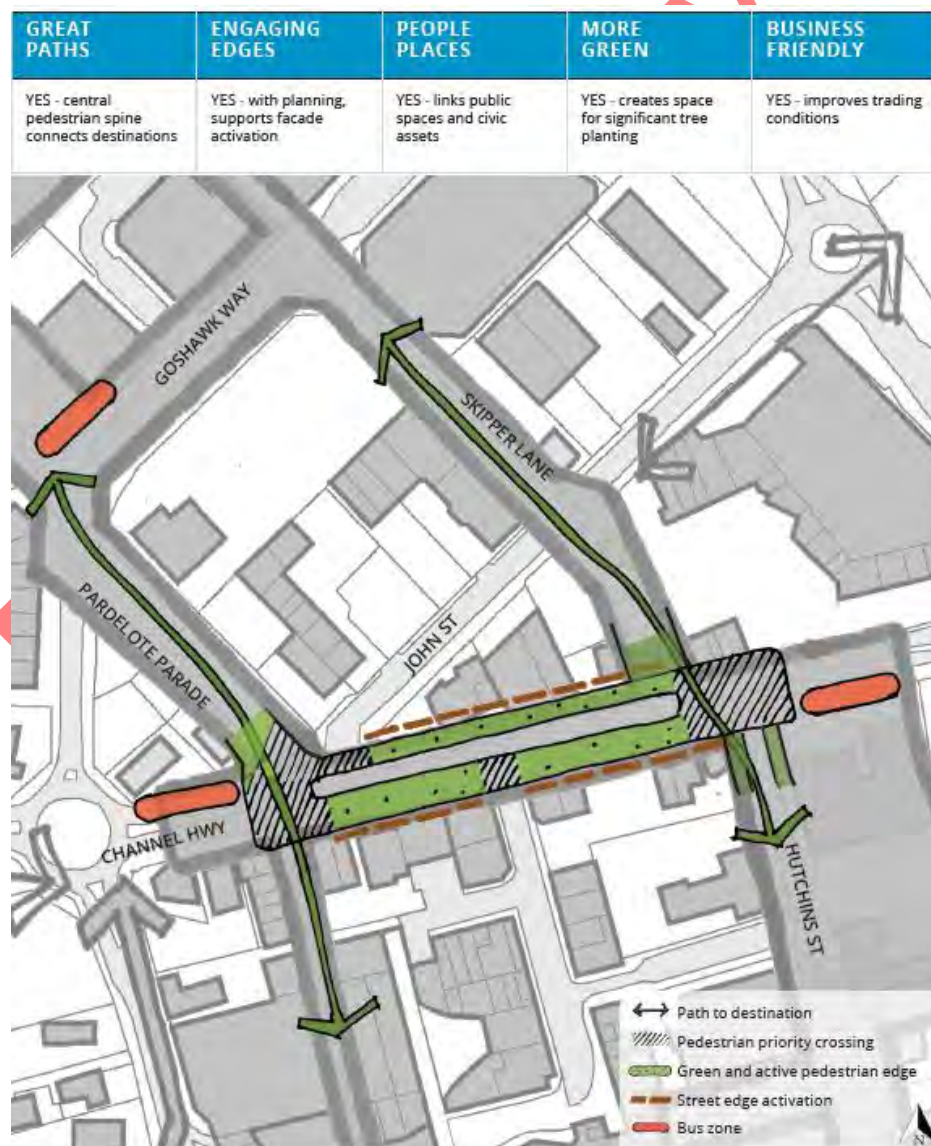 GREAT
PATHS
ENGAGING
EDGES
PEOPLE
PLACES
MORE
GREEN
BUSINESS
FRIENDLY
YES - central
pedestrian spine
connects destinations
YES - with planning,
supports facade
activation
YES - links public
spaces and civic
assets
YES - creates space
for significant tree
planting
YES - improves trading
conditions
GOSHAWK WAY
SKIPPER LANE
PARDELOTE PARADE
JOHN ST
CHANNEL HWY
HUTCHINS ST
Path to destination
Pedestrian priority crossing
Green and active pedestrian edge
Street edge activation
Bus zone
N